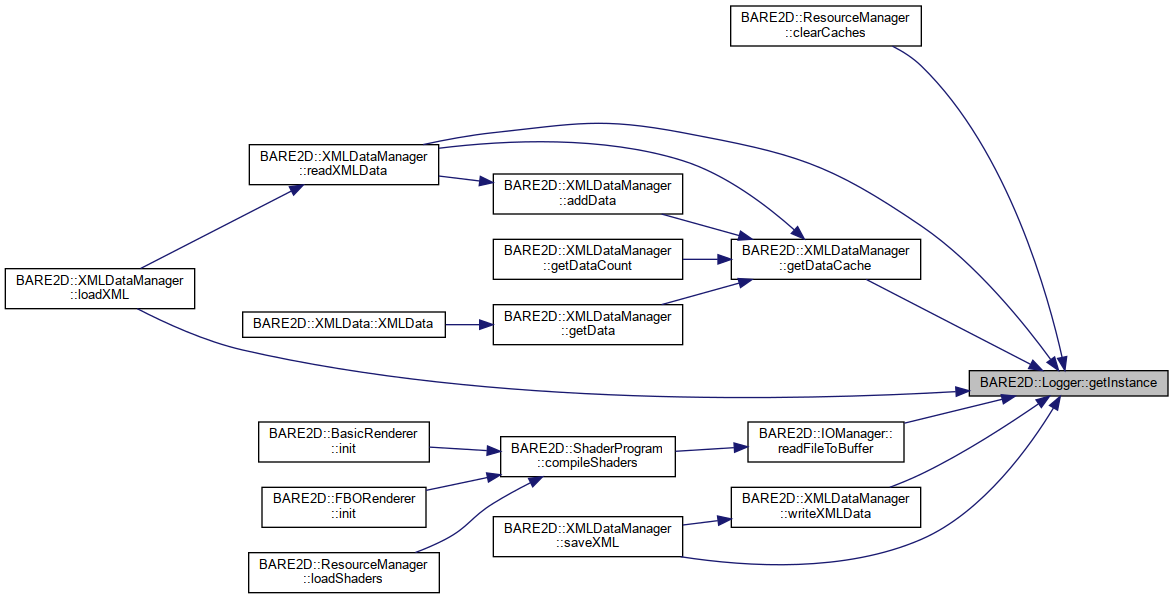 BARE2D::ResourceManager
::clearCaches
BARE2D::XMLDataManager
::readXMLData
BARE2D::XMLDataManager
::addData
BARE2D::XMLDataManager
::getDataCount
BARE2D::XMLDataManager
::getDataCache
BARE2D::XMLDataManager
::loadXML
BARE2D::XMLData::XMLData
BARE2D::XMLDataManager
::getData
BARE2D::Logger::getInstance
BARE2D::BasicRenderer
::init
BARE2D::ShaderProgram
::compileShaders
BARE2D::IOManager::
readFileToBuffer
BARE2D::FBORenderer
::init
BARE2D::XMLDataManager
::writeXMLData
BARE2D::XMLDataManager
::saveXML
BARE2D::ResourceManager
::loadShaders